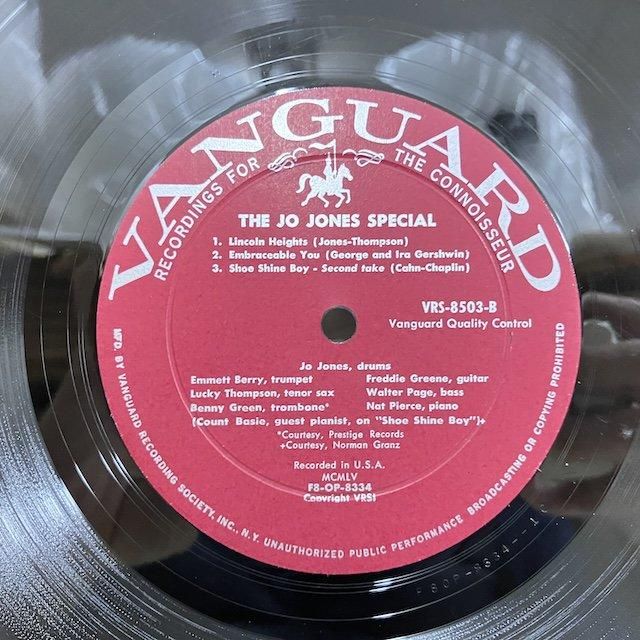 VANGUARD
RECORDINGS FOR THE CONNOISSEUR
THE JO JONES SPECIAL
1. Lincoln Heights (Jones-Thompson)
2. Embraceable You (George and Ira Gershwin)
3. Shoe Shine Boy - Second take (Cahn-Chaplin)
VRS-8503-B
Vanguard Quality Control
Jo Jones, drums
Emmett Berry, trumpet Freddie Greene, guitar
Lucky Thompson, tenor sax Walter Page, bass
Benny Green, trombone* Nat Pierce, piano
(Count Basie, guest pianist, on "Shoe Shine Boy")+
*Courtesy, Prestige Records
+Courtesy, Norman Granz
Recorded in U.S.A.
MCMLV
F8-OP-8334
Copyright VRSI
MFD. BY VANGUARD RECORDING SOCIETY, INC., N.Y. UNAUTHORIZED PUBLIC PERFORMANCE BROADCASTING OR COPYING PROHIBITED